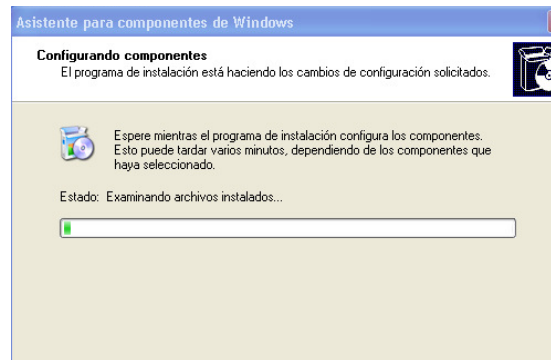 Asistente para componentes de Windows
Configurando componentes
El programa de instalación está haciendo los cambios de configuración solicitados.
Espere mientras el programa de instalación configura los componentes.
Esto puede tardar varios minutos, dependiendo de los componentes que
haya seleccionado.
Estado: Examinando archivos instalados...